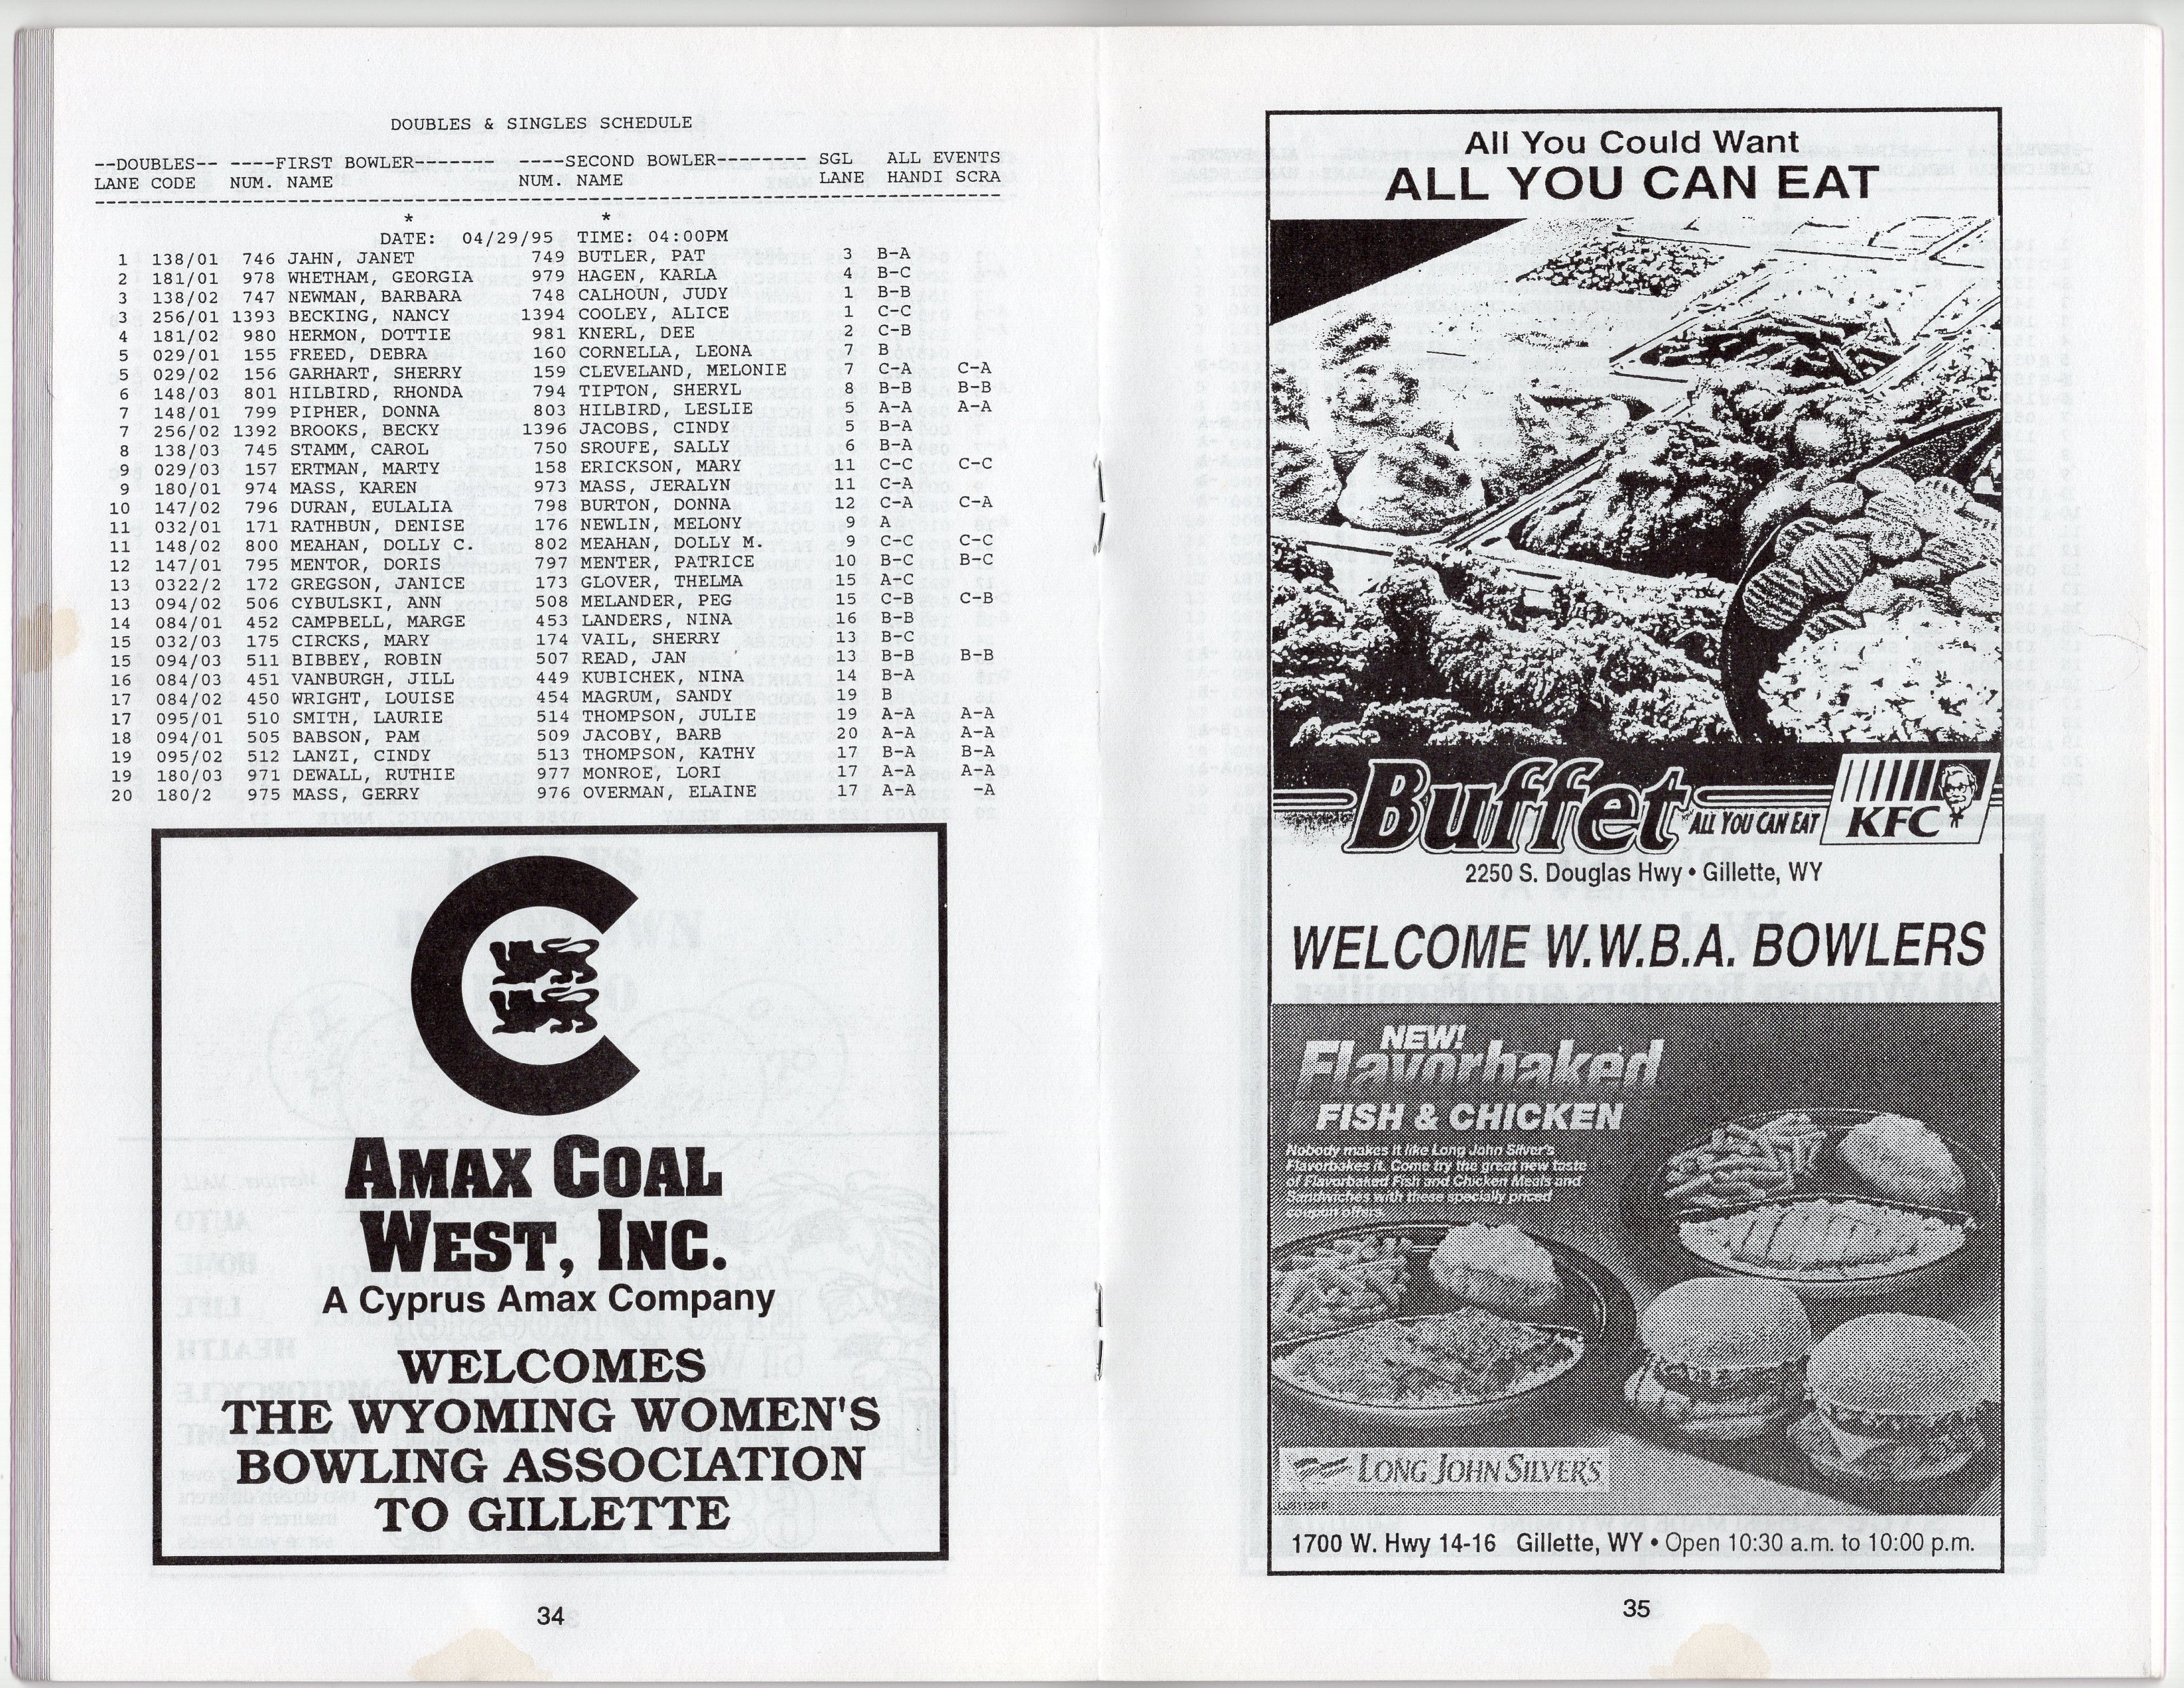 DOUBLES & SINGLES SCHEDULE
--DOUBLES-- ----FIRST BOWLER------- ----SECOND BOWLER-------- SGL ALL EVENTS
LANE CODE NUM. NAME NUM. NAME LANE HANDI SCRA
* *
DATE: 04/29/95 TIME: 04:00PM
1 138/01 746 JAHN, JANET 749 BUTLER, PAT 3 B-A
2 181/01 978 WHETHAM, GEORGIA 979 HAGEN, KARLA 4 B-C
3 138/02 747 NEWMAN, BARBARA 748 CALHOUN, JUDY 1 B-B
3 256/01 1393 BECKING, NANCY 1394 COOLEY, ALICE 1 C-C
4 181/02 980 HERMON, DOTTIE 981 KNERL, DEE 2 C-B
5 029/01 155 FREED, DEBRA 160 CORNELLA, LEONA 7 B
5 029/02 156 GARHART, SHERRY 159 CLEVELAND, MELONIE 7 C-A C-A
6 148/03 801 HILBIRD, RHONDA 794 TIPTON, SHERYL 8 B-B B-B
7 148/01 799 PIPHER, DONNA 803 HILBIRD, LESLIE 5 A-A A-A
7 256/02 1392 BROOKS, BECKY 1396 JACOBS, CINDY 5 B-A
8 138/03 745 STAMM, CAROL 750 SROUFE, SALLY 6 B-A
9 029/03 157 ERTMAN, MARTY 158 ERICKSON, MARY 11 C-C C-C
9 180/01 974 MASS, KAREN 973 MASS, JERALYN 11 C-A
10 147/02 796 DURAN, EULALIA 798 BURTON, DONNA 12 C-A C-A
11 032/01 171 RATHBUN, DENISE 176 NEWLIN, MELONY 9 A
11 148/02 800 MEAHAN, DOLLY C. 802 MEAHAN, DOLLY M. 9 C-C C-C
12 147/01 795 MENTOR, DORIS 797 MENTER, PATRICE 10 B-C B-C
13 0322/2 172 GREGSON, JANICE 173 GLOVER, THELMA 15 A-C
13 094/02 506 CYBULSKI, ANN 508 MELANDER, PEG 15 C-B C-B
14 084/01 452 CAMPBELL, MARGE 453 LANDERS, NINA 16 B-B
15 032/03 175 CIRCKS, MARY 174 VAIL, SHERRY 13 B-C
15 094/03 511 BIBBEY, ROBIN 507 READ, JAN 13 B-B B-B
16 084/03 451 VANBURGH, JILL 449 KUBICHEK, NINA 14 B-A
17 084/02 450 WRIGHT, LOUISE 454 MAGRUM, SANDY 19 B
17 095/01 510 SMITH, LAURIE 514 THOMPSON, JULIE 19 A-A A-A
18 094/01 505 BABSON, PAM 509 JACOBY, BARB 20 A-A A-A
19 095/02 512 LANZI, CINDY 513 THOMPSON, KATHY 17 B-A B-A
19 180/03 971 DEWALL, RUTHIE 977 MONROE, LORI 17 A-A A-A
20 180/2 975 MASS, GERRY 976 OVERMAN, ELAINE 17 A-A -A
AMAX COAL
WEST, INC.
A Cyprus Amax Company
WELCOMES
THE WYOMING WOMEN'S
BOWLING ASSOCIATION
TO GILLETTE
34
All You Could Want
ALL YOU CAN EAT
Buffet ALL YOU CAN EAT KFC
2250 S. Douglas Hwy • Gillette, WY
WELCOME W.W.B.A. BOWLERS
NEW!
Flavorbaked
FISH & CHICKEN
Nobody makes it like Long John Silver's
Flavorbakes it. Come try the great new taste
of Flavorbaked Fish and Chicken Meals and
Sandwiches with these specially priced
coupon offers.
LONG JOHN SILVER'S
1700 W. Hwy 14-16 Gillette, WY • Open 10:30 a.m. to 10:00 p.m.
35